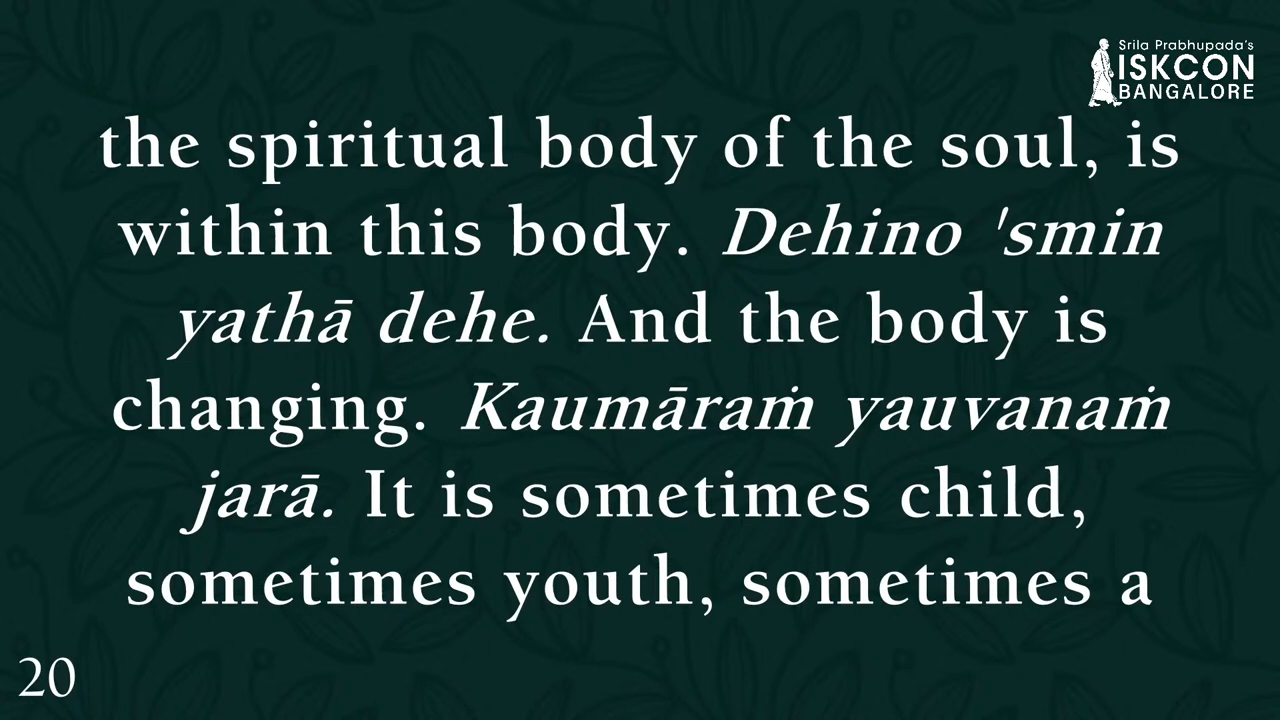 Srila Prabhupada's
ISKCON
BANGALORE
the spiritual body of the soul, is
within this body. Dehino 'smin
yathā dehe. And the body is
changing. Kaumāraṁ yauvanaṁ
jarā. It is sometimes child,
sometimes youth, sometimes a
20